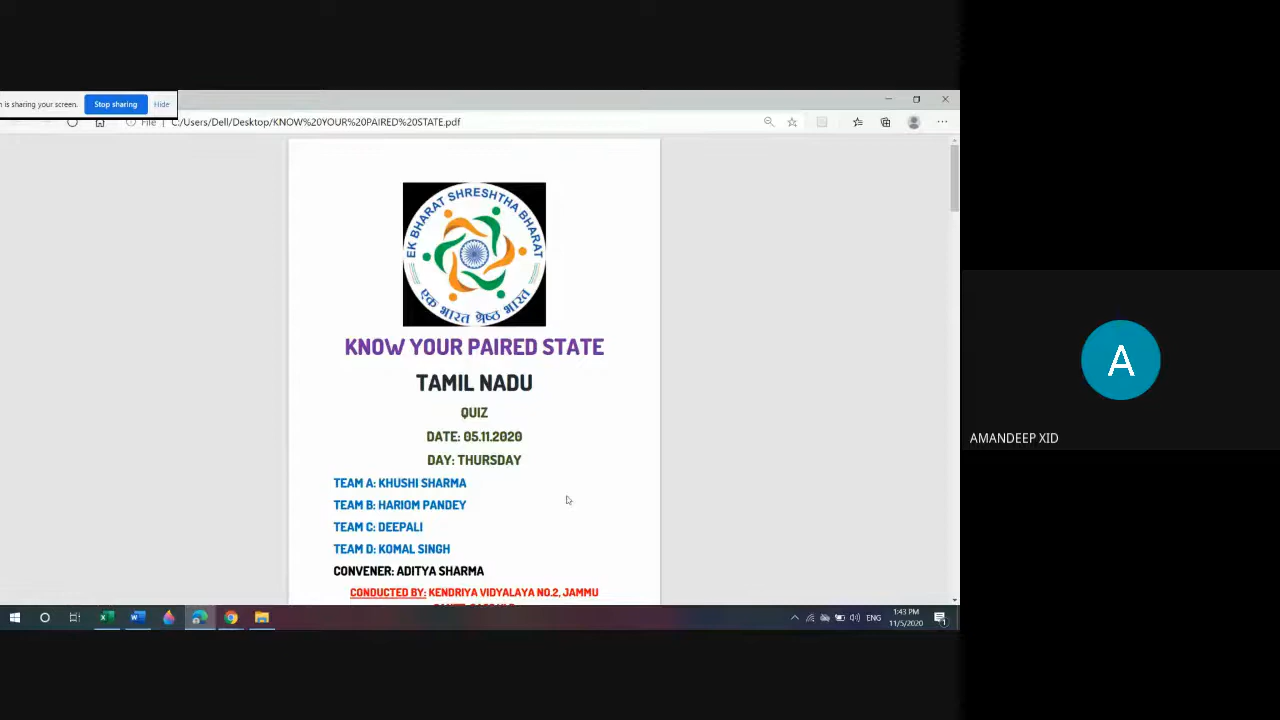 is sharing your screen. Stop sharing Hide
File | C:/Users/Dell/Desktop/KNOW%20YOUR%20PAIRED%20STATE.pdf
EK BHARAT SHRESHTHA BHARAT
एक भारत श्रेष्ठ भारत
KNOW YOUR PAIRED STATE
TAMIL NADU
QUIZ
DATE: 05.11.2020
DAY: THURSDAY
TEAM A: KHUSHI SHARMA
TEAM B: HARIOM PANDEY
TEAM C: DEEPALI
TEAM D: KOMAL SINGH
CONVENER: ADITYA SHARMA
CONDUCTED BY: KENDRIYA VIDYALAYA NO.2, JAMMU
A
AMANDEEP XID
ENG
1:43 PM
11/5/2020